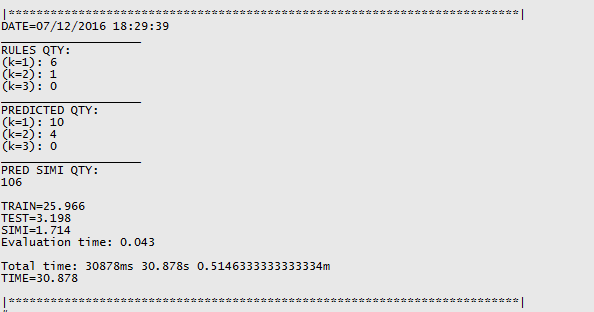 |*************************************************************************|
DATE=07/12/2016 18:29:39
____________________
RULES QTY:
(k=1): 6
(k=2): 1
(k=3): 0
____________________
PREDICTED QTY:
(k=1): 10
(k=2): 4
(k=3): 0
____________________
PRED SIMI QTY:
106
TRAIN=25.966
TEST=3.198
SIMI=1.714
Evaluation time: 0.043
Total time: 30878ms 30.878s 0.5146333333333334m
TIME=30.878
|*************************************************************************|